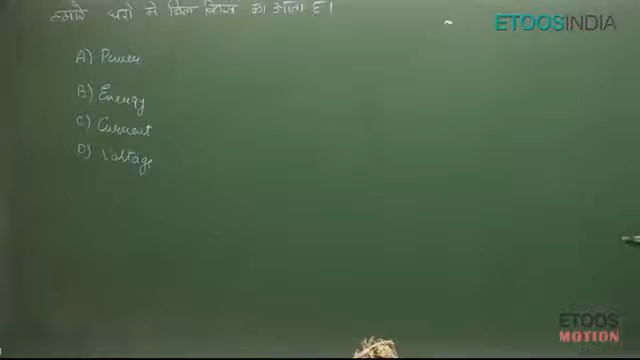 हमारे घरो मे बिल किस का आता है।
ETOOSINDIA
A) Power
B) Energy
C) Current
D) Voltage
ETOOS
MOTION